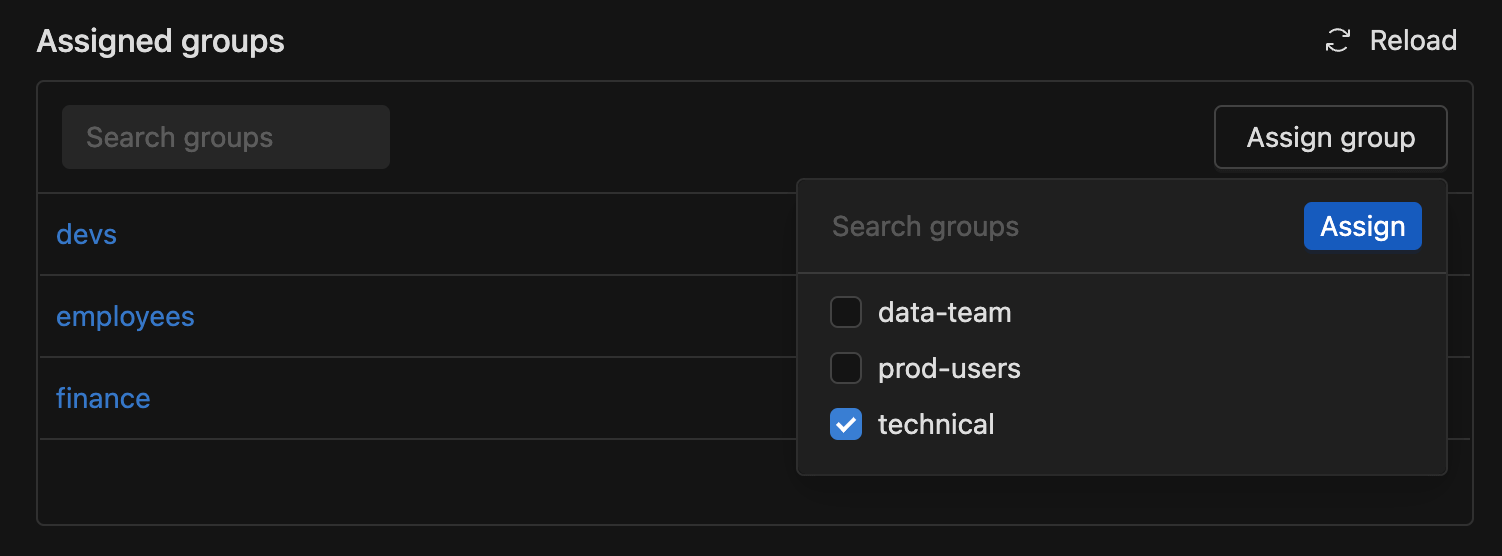 Assigned groups
Reload
Search groups
Assign group
devs
employees
finance
Search groups
Assign
data-team
prod-users
technical